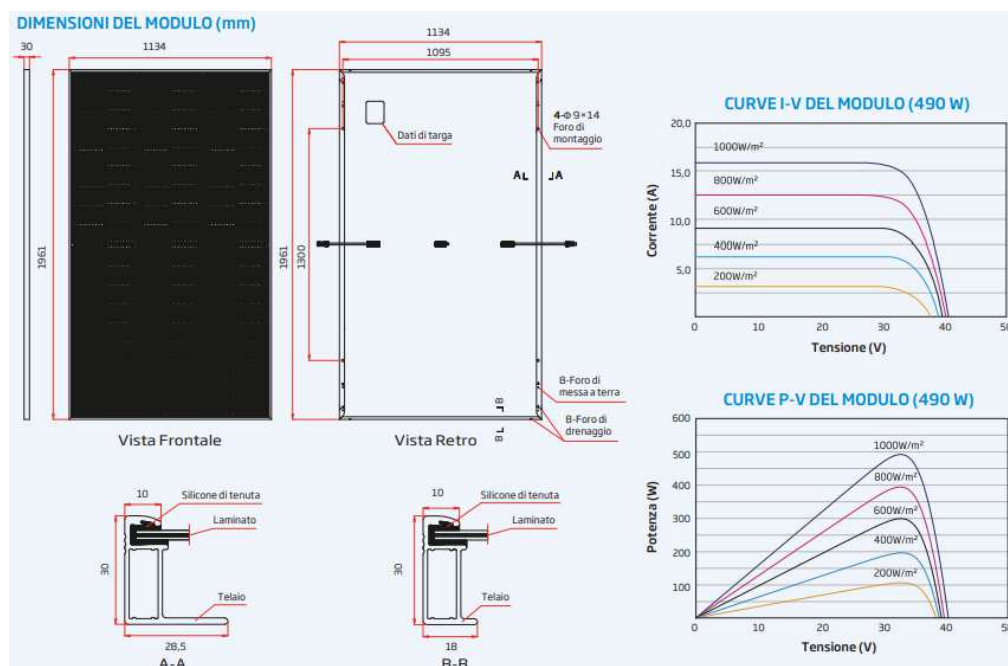 DIMENSIONI DEL MODULO (mm)
30
1134
1961
Vista Frontale
1134
1095
Dati di targa
4-Φ 9×14
Foro di
montaggio
A
A
1961
1300
8-Foro di
messa a terra
B
B
8-Foro di
drenaggio
Vista Retro
10
Silicone di tenuta
Laminato
30
Telaio
28,5
A-A
10
Silicone di tenuta
Laminato
30
Telaio
18
B-B
CURVE I-V DEL MODULO (490 W)
Corrente (A)
20,0
15,0
10,0
5,0
1000W/m²
800W/m²
600W/m²
400W/m²
200W/m²
0 10 20 30 40 50
Tensione (V)
CURVE P-V DEL MODULO (490 W)
Potenza (W)
600
500
400
300
200
100
1000W/m²
800W/m²
600W/m²
400W/m²
200W/m²
0 10 20 30 40 50
Tensione (V)